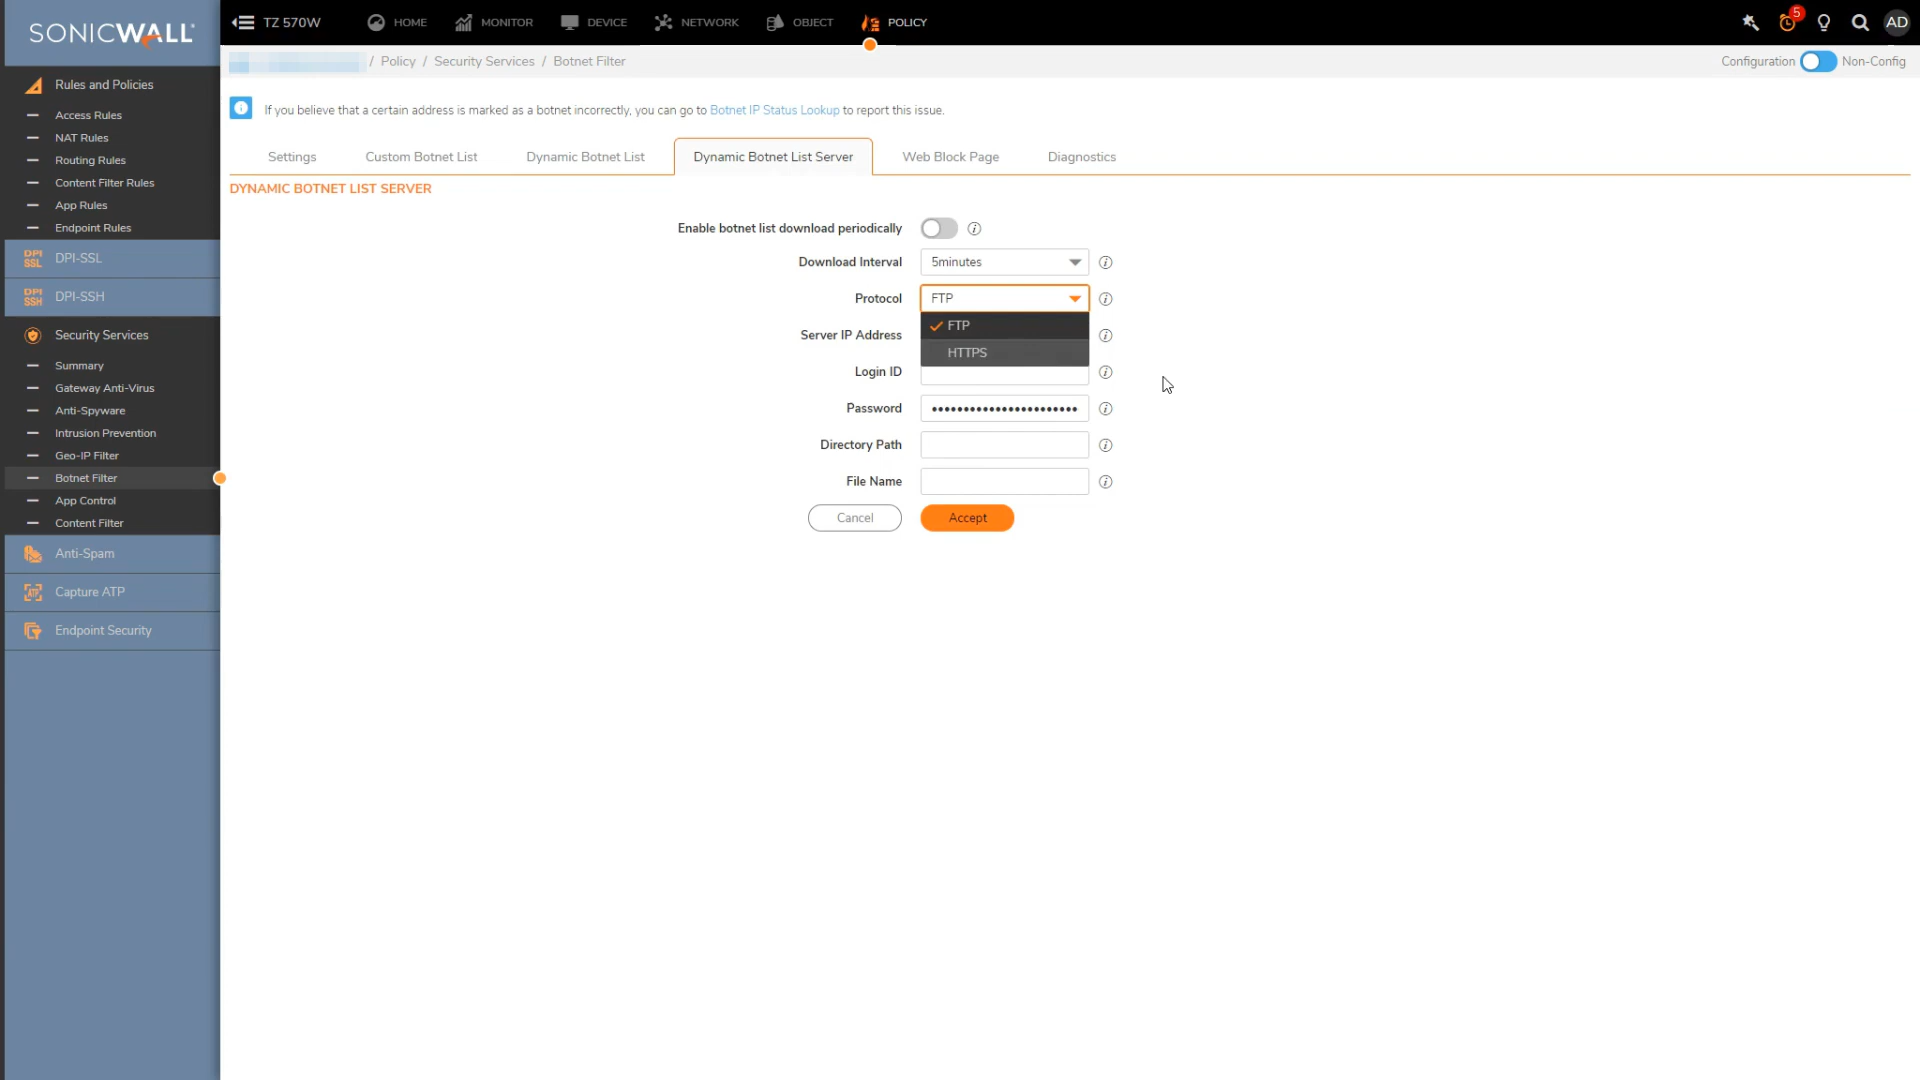 SONICWALL
TZ 570W
HOME
MONITOR
DEVICE
NETWORK
OBJECT
POLICY
5
AD
/ Policy / Security Services / Botnet Filter
Configuration
Non-Config
Rules and Policies
Access Rules
NAT Rules
Routing Rules
Content Filter Rules
App Rules
Endpoint Rules
DPI SSL DPI-SSL
DPI SSH DPI-SSH
Security Services
Summary
Gateway Anti-Virus
Anti-Spyware
Intrusion Prevention
Geo-IP Filter
Botnet Filter
App Control
Content Filter
Anti-Spam
ATP Capture ATP
Endpoint Security
If you believe that a certain address is marked as a botnet incorrectly, you can go to Botnet IP Status Lookup to report this issue.
Settings
Custom Botnet List
Dynamic Botnet List
Dynamic Botnet List Server
Web Block Page
Diagnostics
DYNAMIC BOTNET LIST SERVER
Enable botnet list download periodically
Download Interval 5minutes
Protocol FTP
FTP
Server IP Address
HTTPS
Login ID
Password •••••••••••••••••••••••
Directory Path
File Name
Cancel
Accept